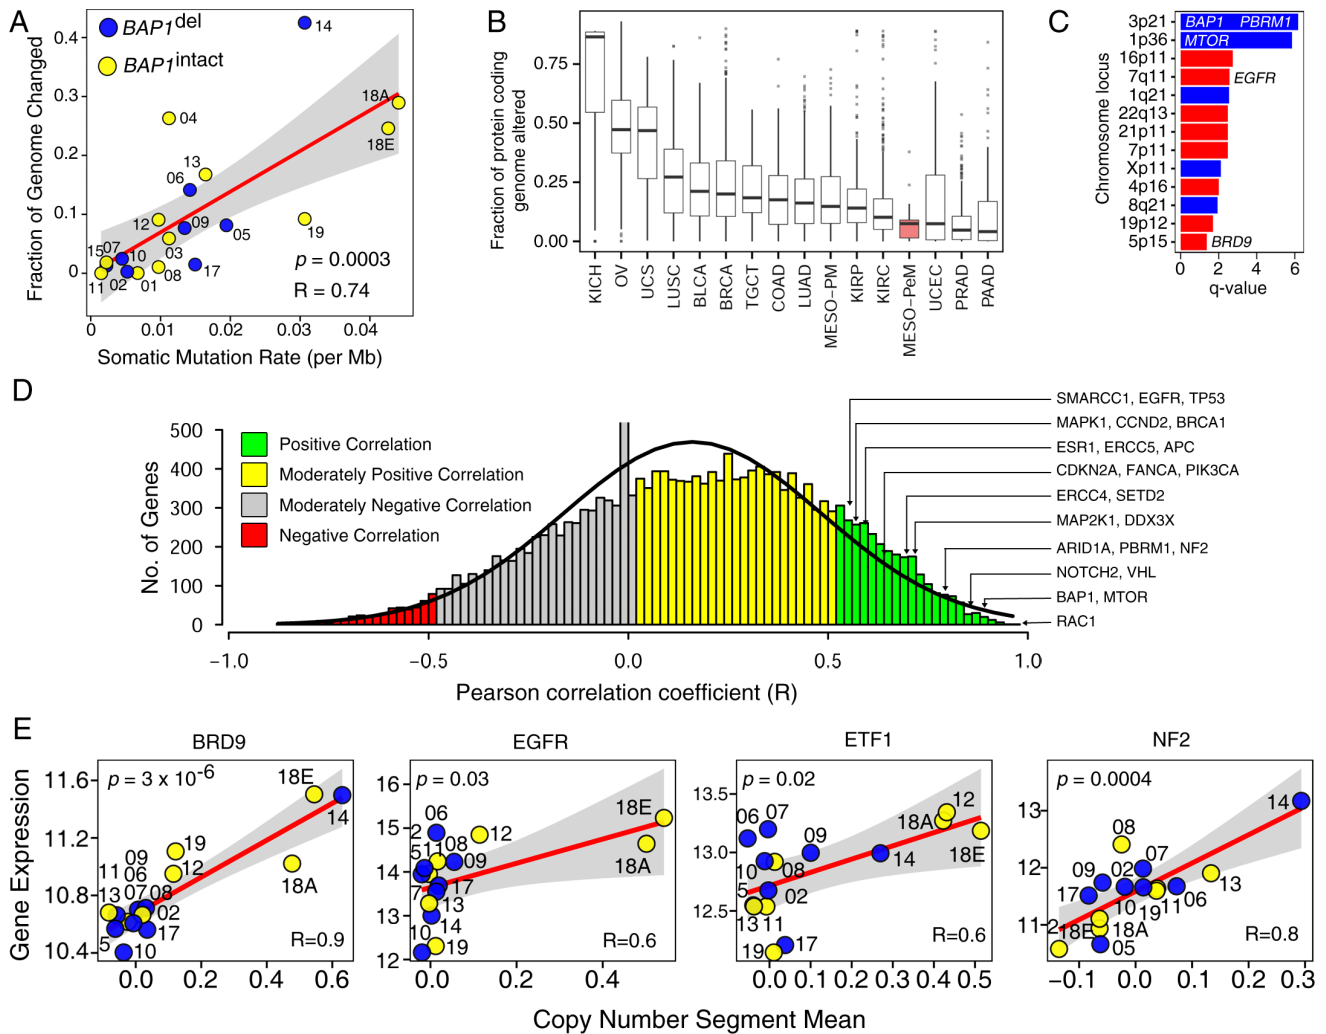 A
BAP1del
BAP1intact
Fraction of Genome Changed
0.4
0.3
0.2
0.1
0
14
18A
18E
04
13
06
12
09
05
19
03
15
07
10
17
11
02
01
08
p = 0.0003
R = 0.74
0
0.01
0.02
0.03
0.04
Somatic Mutation Rate (per Mb)
B
Fraction of protein coding
genome altered
0.75
0.50
0.25
0.00
KICH
OV
UCS
LUSC
BLCA
BRCA
TGCT
COAD
LUAD
MESO-PM
KIRP
KIRC
MESO-PeM
UCEC
PRAD
PAAD
C
Chromosome locus
3p21
BAP1 PBRM1
1p36
MTOR
16p11
7q11
EGFR
1q21
22q13
21p11
7p11
Xp11
4p16
8q21
19p12
5p15
BRD9
0
2
4
6
q-value
D
No. of Genes
500
400
300
200
100
0
Positive Correlation
Moderately Positive Correlation
Moderately Negative Correlation
Negative Correlation
SMARCC1, EGFR, TP53
MAPK1, CCND2, BRCA1
ESR1, ERCC5, APC
CDKN2A, FANCA, PIK3CA
ERCC4, SETD2
MAP2K1, DDX3X
ARID1A, PBRM1, NF2
NOTCH2, VHL
BAP1, MTOR
RAC1
−1.0
−0.5
0.0
0.5
1.0
Pearson correlation coefficient (R)
E
Gene Expression
BRD9
11.6
11.2
10.8
10.4
p = 3 x 10-6
18E
14
19
12
18A
09
11
06
13
07
08
02
5
17
10
R=0.9
0.0
0.2
0.4
0.6
EGFR
16
15
14
13
12
p = 0.03
06
2
12
18E
18A
5
11
08
09
7
17
13
14
10
19
R=0.6
0.0
0.2
0.4
0.6
ETF1
13.5
13.0
12.5
p = 0.02
06
07
09
12
18A
18E
14
10
08
5
02
13
11
19
17
R=0.6
0.0
0.1
0.2
0.3
0.4
0.5
NF2
13
12
11
p = 0.0004
14
08
07
09
02
13
17
10
19
11
06
2
18E
18A
05
R=0.8
−0.1
0.0
0.1
0.2
0.3
Copy Number Segment Mean